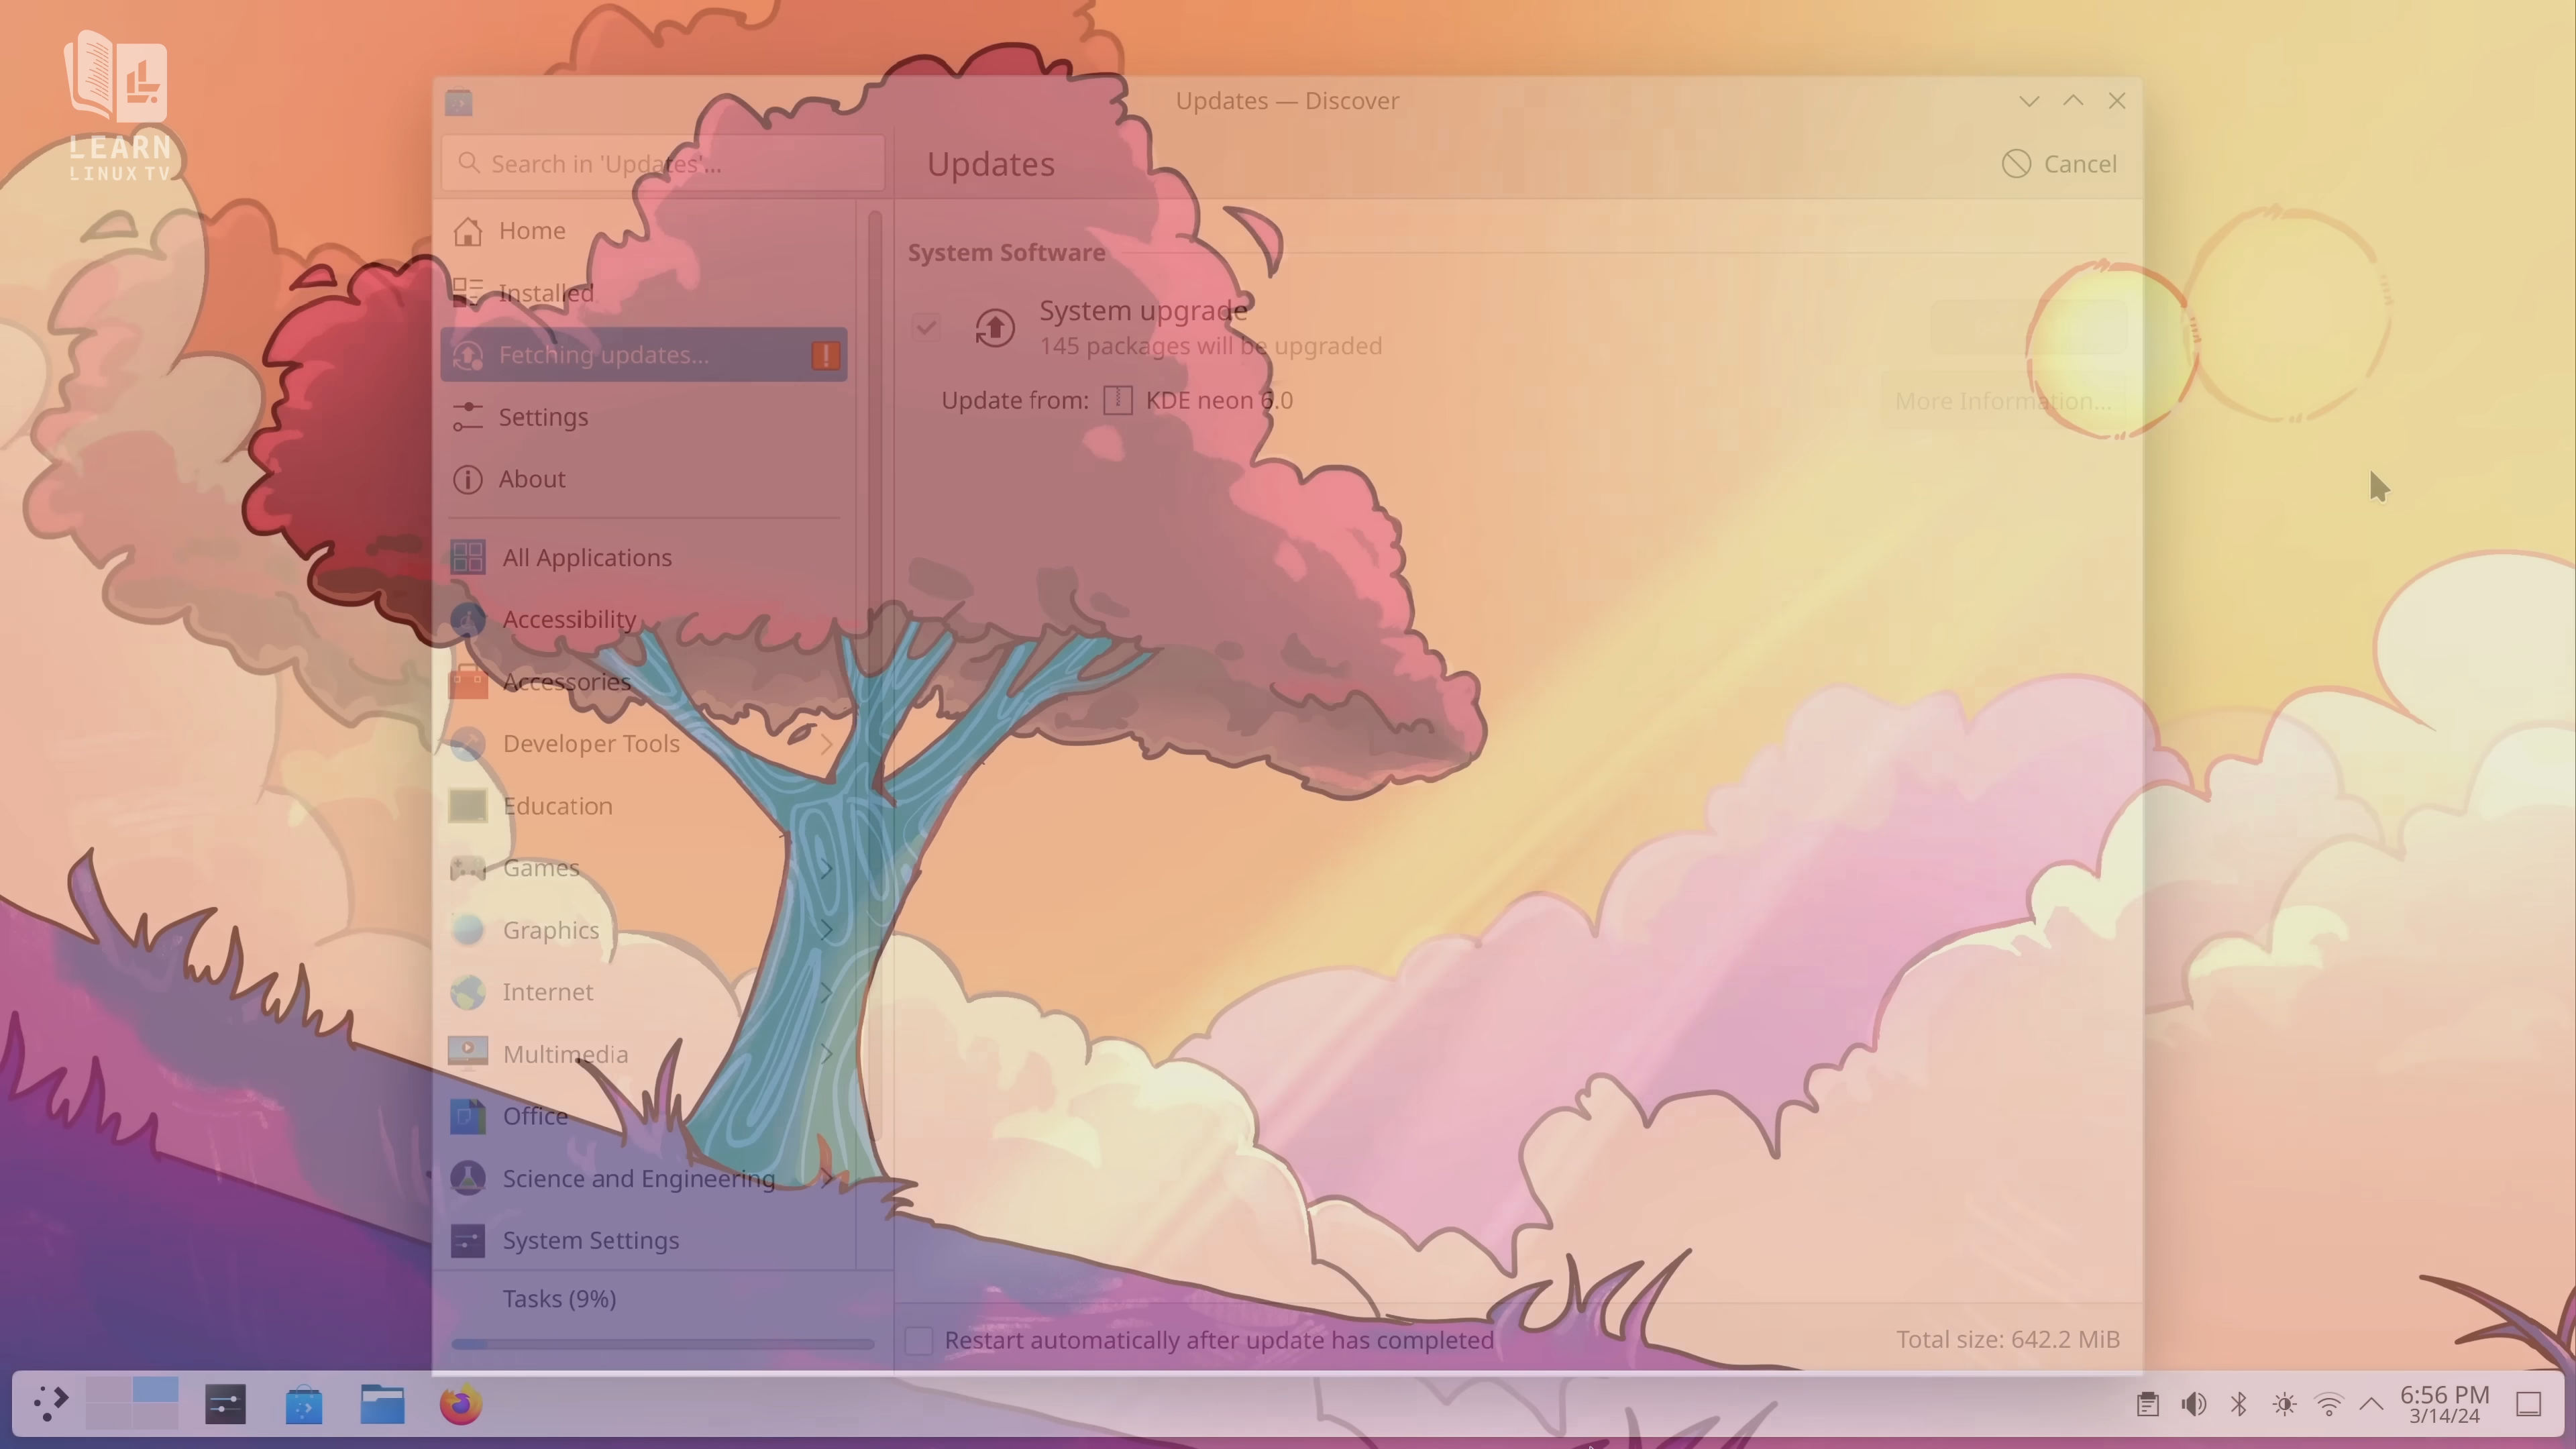 LEARN
LINUX TV
Updates — Discover
Search in 'Updates'...
Updates
Cancel
Home
Installed
Fetching updates...
Settings
About
All Applications
Accessibility
Accessories
Developer Tools
Education
Games
Graphics
Internet
Multimedia
Office
Science and Engineering
System Settings
Tasks (9%)
System Software
System upgrade
145 packages will be upgraded
Update from: KDE neon 6.0
More Information...
Restart automatically after update has completed
Total size: 642.2 MiB
6:56 PM
3/14/24